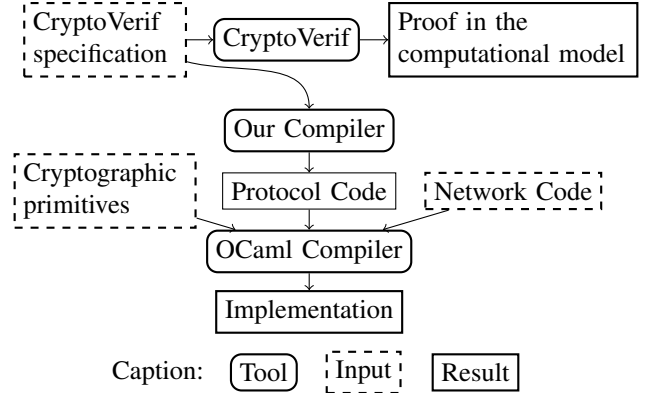 CryptoVerif
specification
CryptoVerif
Proof in the
computational model
Our Compiler
Cryptographic
primitives
Protocol Code
Network Code
OCaml Compiler
Implementation
Caption: Tool Input Result